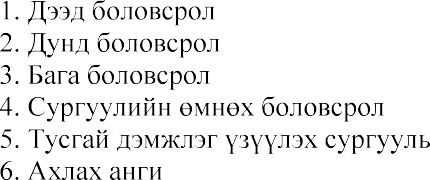 1. Дээд боловсрол
2. Дунд боловсрол
3. Бага боловсрол
4. Сургуулийн өмнөх боловсрол
5. Тусгай дэмжлэг үзүүлэх сургууль
6. Ахлах анги